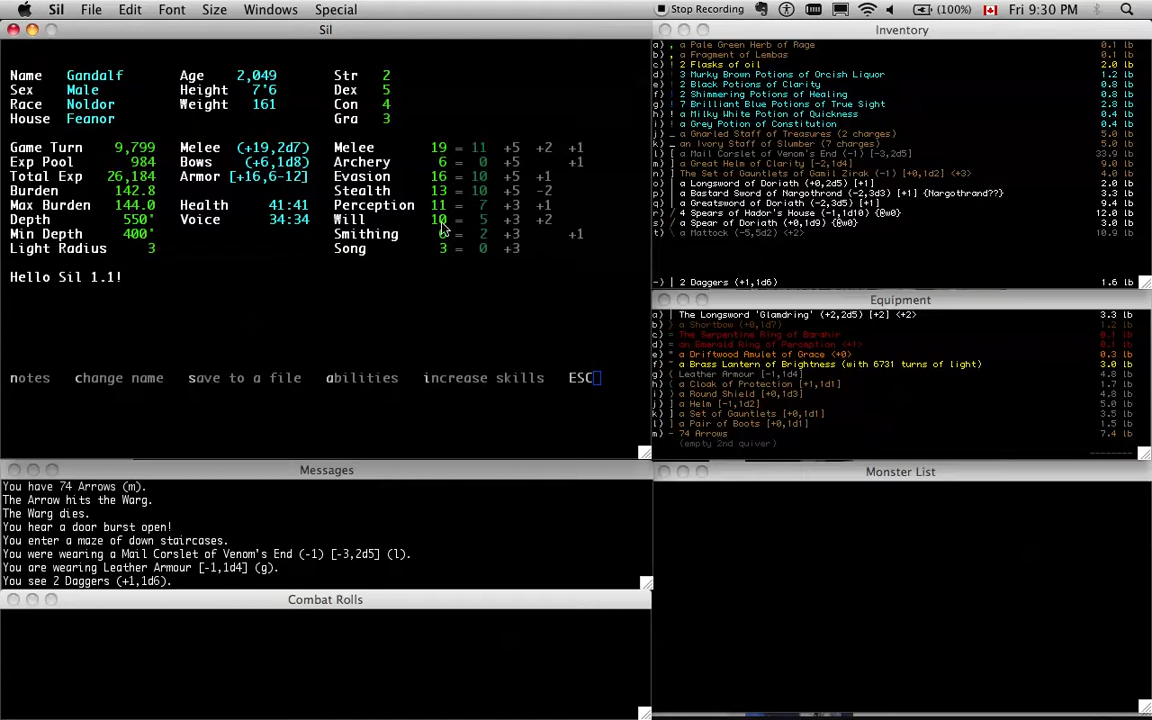 Sil File Edit Font Size Windows Special Stop Recording (100%) Fri 9:30 PM
Sil
Name Gandalf Age 2,049 Str 2
Sex Male Height 7'6 Dex 5
Race Noldor Weight 161 Con 4
House Feanor Gra 3
Game Turn 9,799 Melee (+19,2d7) Melee 19 = 11 +5 +2 +1
Exp Pool 984 Bows (+6,1d8) Archery 6 = 0 +5 +1
Total Exp 26,184 Armor [+16,6-12] Evasion 16 = 10 +5 +1
Burden 142.8 Stealth 13 = 10 +5 -2
Max Burden 144.0 Health 41:41 Perception 11 = 7 +3 +1
Depth 550' Voice 34:34 Will 10 = 5 +3 +2
Min Depth 400' Smithing 6 = 2 +3 +1
Light Radius 3 Song 3 = 0 +3
Hello Sil 1.1!
notes change name save to a file abilities increase skills ESC
Inventory
a) , a Pale Green Herb of Rage 0.1 lb
b) , a Fragment of Lembas 0.1 lb
c) ! 2 Flasks of oil 2.0 lb
d) ! 3 Murky Brown Potions of Orcish Liquor 1.2 lb
e) ! 2 Black Potions of Clarity 0.8 lb
f) ! 2 Shimmering Potions of Healing 0.8 lb
g) ! 7 Brilliant Blue Potions of True Sight 2.8 lb
h) ! a Milky White Potion of Quickness 0.4 lb
i) ! a Grey Potion of Constitution 0.4 lb
j) _ a Gnarled Staff of Treasures (2 charges) 5.0 lb
k) _ an Ivory Staff of Slumber (7 charges) 5.0 lb
l) [ a Mail Corslet of Venom's End (-1) [-3,2d5] 33.9 lb
m) ] a Great Helm of Clarity [-2,1d4] 9.0 lb
n) ] The Set of Gauntlets of Gamil Zirak (-1) [+0,1d2] <+3> 7.0 lb
o) | a Longsword of Doriath (+0,2d5) [+1] 2.0 lb
p) | a Bastard Sword of Nargothrond (-2,3d3) [+1] {Nargothrond??} 4.4 lb
q) | a Greatsword of Doriath (-2,3d5) [+1] 9.4 lb
r) / 4 Spears of Hador's House (-1,1d10) {@w0} 12.0 lb
s) / a Spear of Doriath (+0,1d9) {@w0} 3.0 lb
t) \ a Mattock (-5,5d2) <+2> 10.9 lb
-) | 2 Daggers (+1,1d6) 1.6 lb
Equipment
a) | The Longsword 'Glamdring' (+2,2d5) [+2] <+2> 3.3 lb
b) } a Shortbow (+0,1d7) 1.2 lb
c) = The Serpentine Ring of Barahir 0.1 lb
d) = an Emerald Ring of Perception <+1> 0.1 lb
e) " a Driftwood Amulet of Grace <+0> 0.3 lb
f) ~ a Brass Lantern of Brightness (with 6731 turns of light) 3.0 lb
g) ( Leather Armour [-1,1d4] 4.8 lb
h) ( a Cloak of Protection [+1,1d1] 1.7 lb
i) ) a Round Shield [+0,1d3] 4.8 lb
j) ] a Helm [-1,1d2] 5.0 lb
k) ] a Set of Gauntlets [+0,1d1] 3.5 lb
l) ] a Pair of Boots [+0,1d1] 1.5 lb
m) - 74 Arrows 7.4 lb
(empty 2nd quiver)
Messages
You have 74 Arrows (m).
The Arrow hits the Warg.
The Warg dies.
You hear a door burst open!
You enter a maze of down staircases.
You were wearing a Mail Corslet of Venom's End (-1) [-3,2d5] (l).
You are wearing Leather Armour [-1,1d4] (g).
You see 2 Daggers (+1,1d6).
Monster List
Combat Rolls